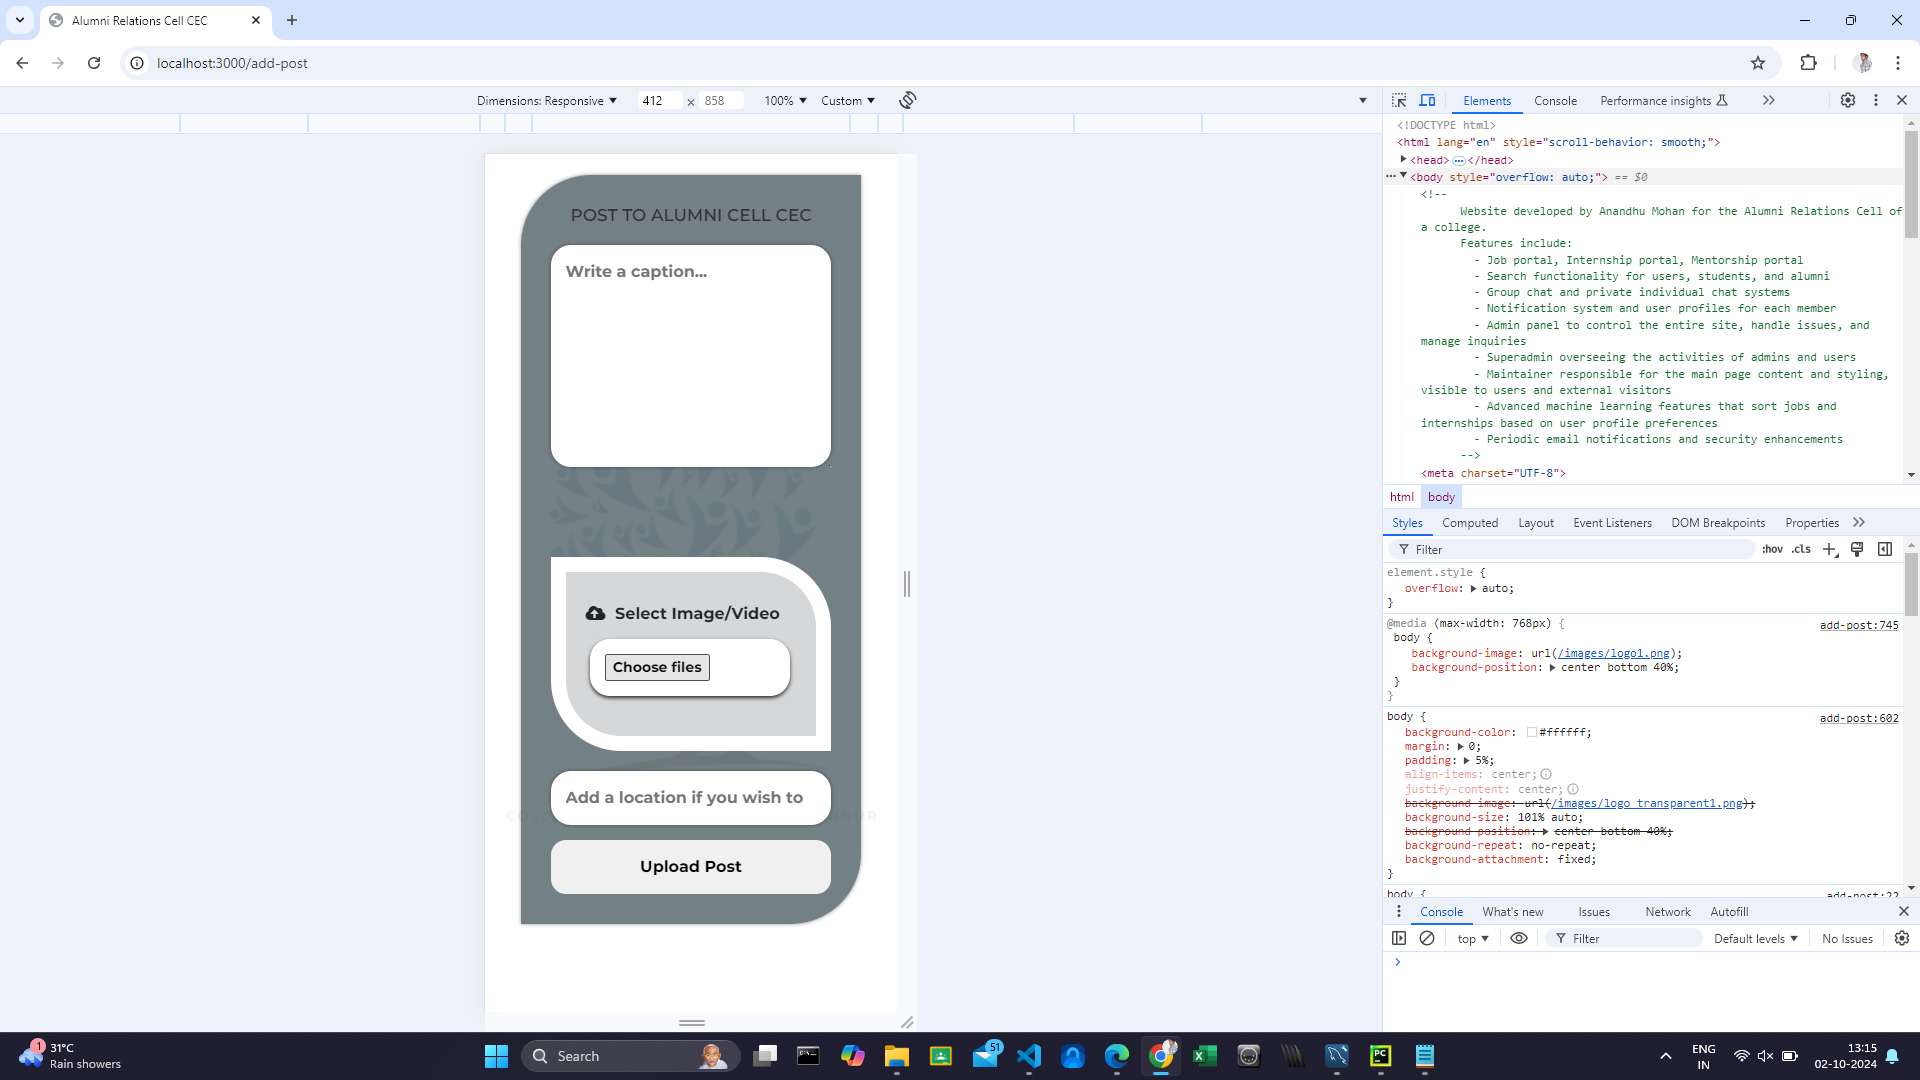 Alumni Relations Cell CEC
localhost:3000/add-post
Dimensions: Responsive 412 × 858 100% Custom
POST TO ALUMNI CELL CEC
Write a caption...
Select Image/Video
Choose files
Add a location if you wish to
Upload Post
Elements Console Performance insights
<!DOCTYPE html>
<html lang="en" style="scroll-behavior: smooth;">
<head> </head>
<body style="overflow: auto;"> == $0
<!--
Website developed by Anandhu Mohan for the Alumni Relations Cell of
a college.
Features include:
- Job portal, Internship portal, Mentorship portal
- Search functionality for users, students, and alumni
- Group chat and private individual chat systems
- Notification system and user profiles for each member
- Admin panel to control the entire site, handle issues, and
manage inquiries
- Superadmin overseeing the activities of admins and users
- Maintainer responsible for the main page content and styling,
visible to users and external visitors
- Advanced machine learning features that sort jobs and
internships based on user profile preferences
- Periodic email notifications and security enhancements
-->
<meta charset="UTF-8">
html body
Styles Computed Layout Event Listeners DOM Breakpoints Properties
Filter :hov .cls
element.style {
overflow: auto;
}
@media (max-width: 768px) { add-post:745
body {
background-image: url(/images/logo1.png);
background-position: center bottom 40%;
}
}
body { add-post:602
background-color: #ffffff;
margin: 0;
padding: 5%;
align-items: center;
justify-content: center;
background-image: url(/images/logo_transparent1.png);
background-size: 101% auto;
background-position: center bottom 40%;
background-repeat: no-repeat;
background-attachment: fixed;
}
body { add-post:22
Console What's new Issues Network Autofill
top Filter Default levels No Issues
1 31°C
Rain showers
Search
51
PC
ENG
IN
13:15
02-10-2024